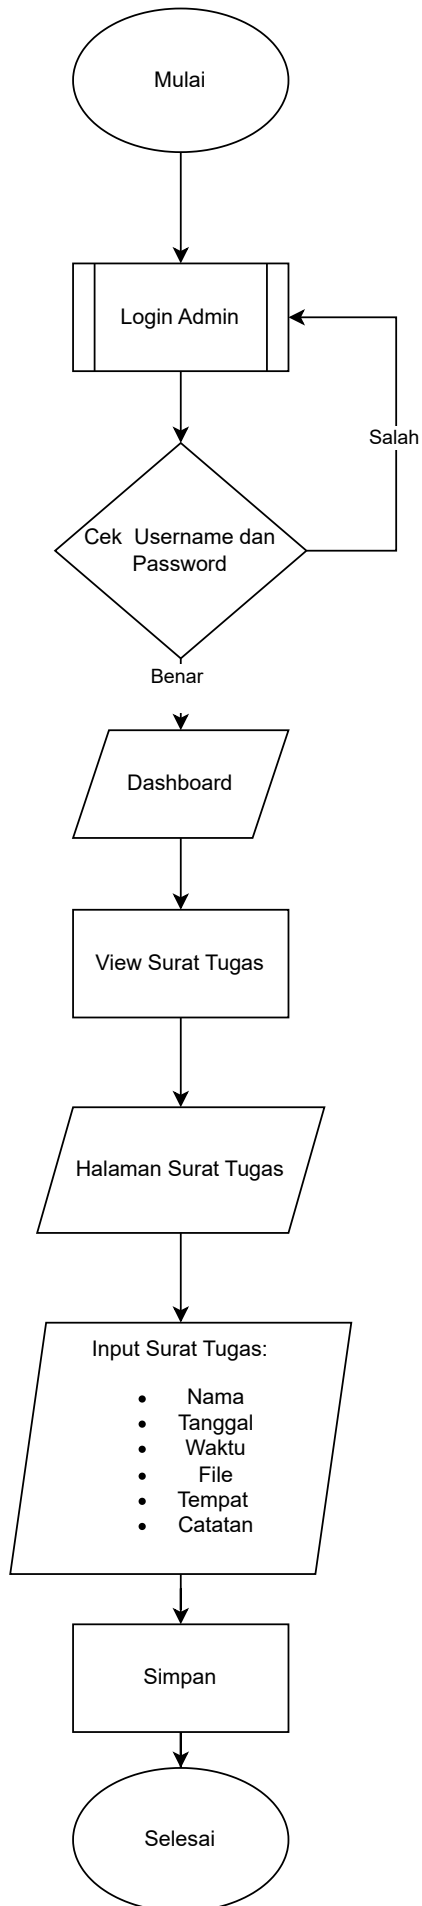 Mulai
Login Admin
Salah
Cek  Username dan
Password
Benar
Dashboard
View Surat Tugas
Halaman Surat Tugas
Input Surat Tugas:
• Nama
• Tanggal
• Waktu
• File
• Tempat
• Catatan
Simpan
Selesai